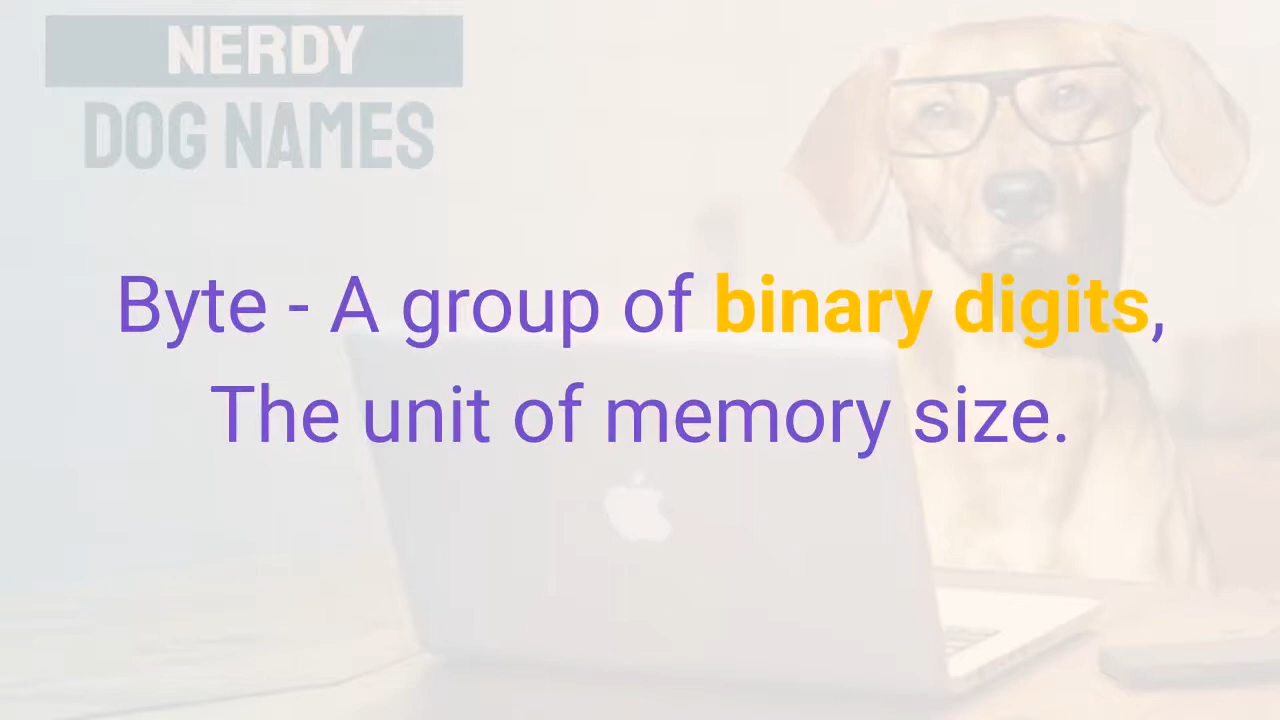 NERDY
DOG NAMES
Byte - A group of binary digits,
The unit of memory size.